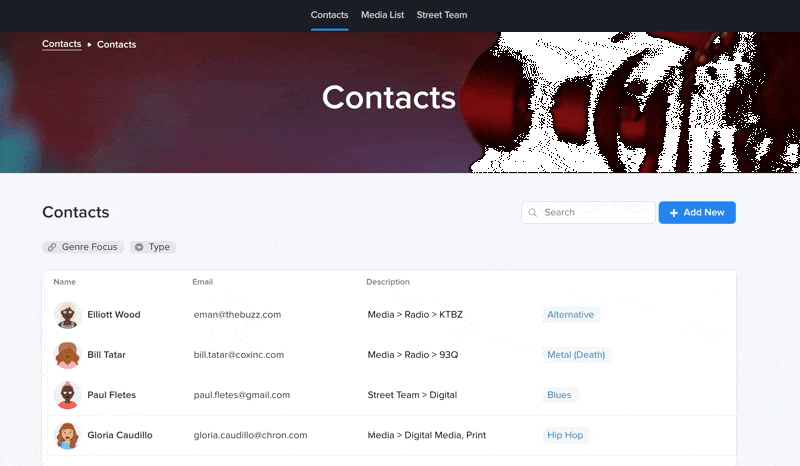 Contacts Media List Street Team
Contacts ▸ Contacts
Contacts
Contacts
Search
+ Add New
Genre Focus Type
Name Email Description
Elliott Wood eman@thebuzz.com Media > Radio > KTBZ Alternative
Bill Tatar bill.tatar@coxinc.com Media > Radio > 93Q Metal (Death)
Paul Fletes paul.fletes@gmail.com Street Team > Digital Blues
Gloria Caudillo gloria.caudillo@chron.com Media > Digital Media, Print Hip Hop